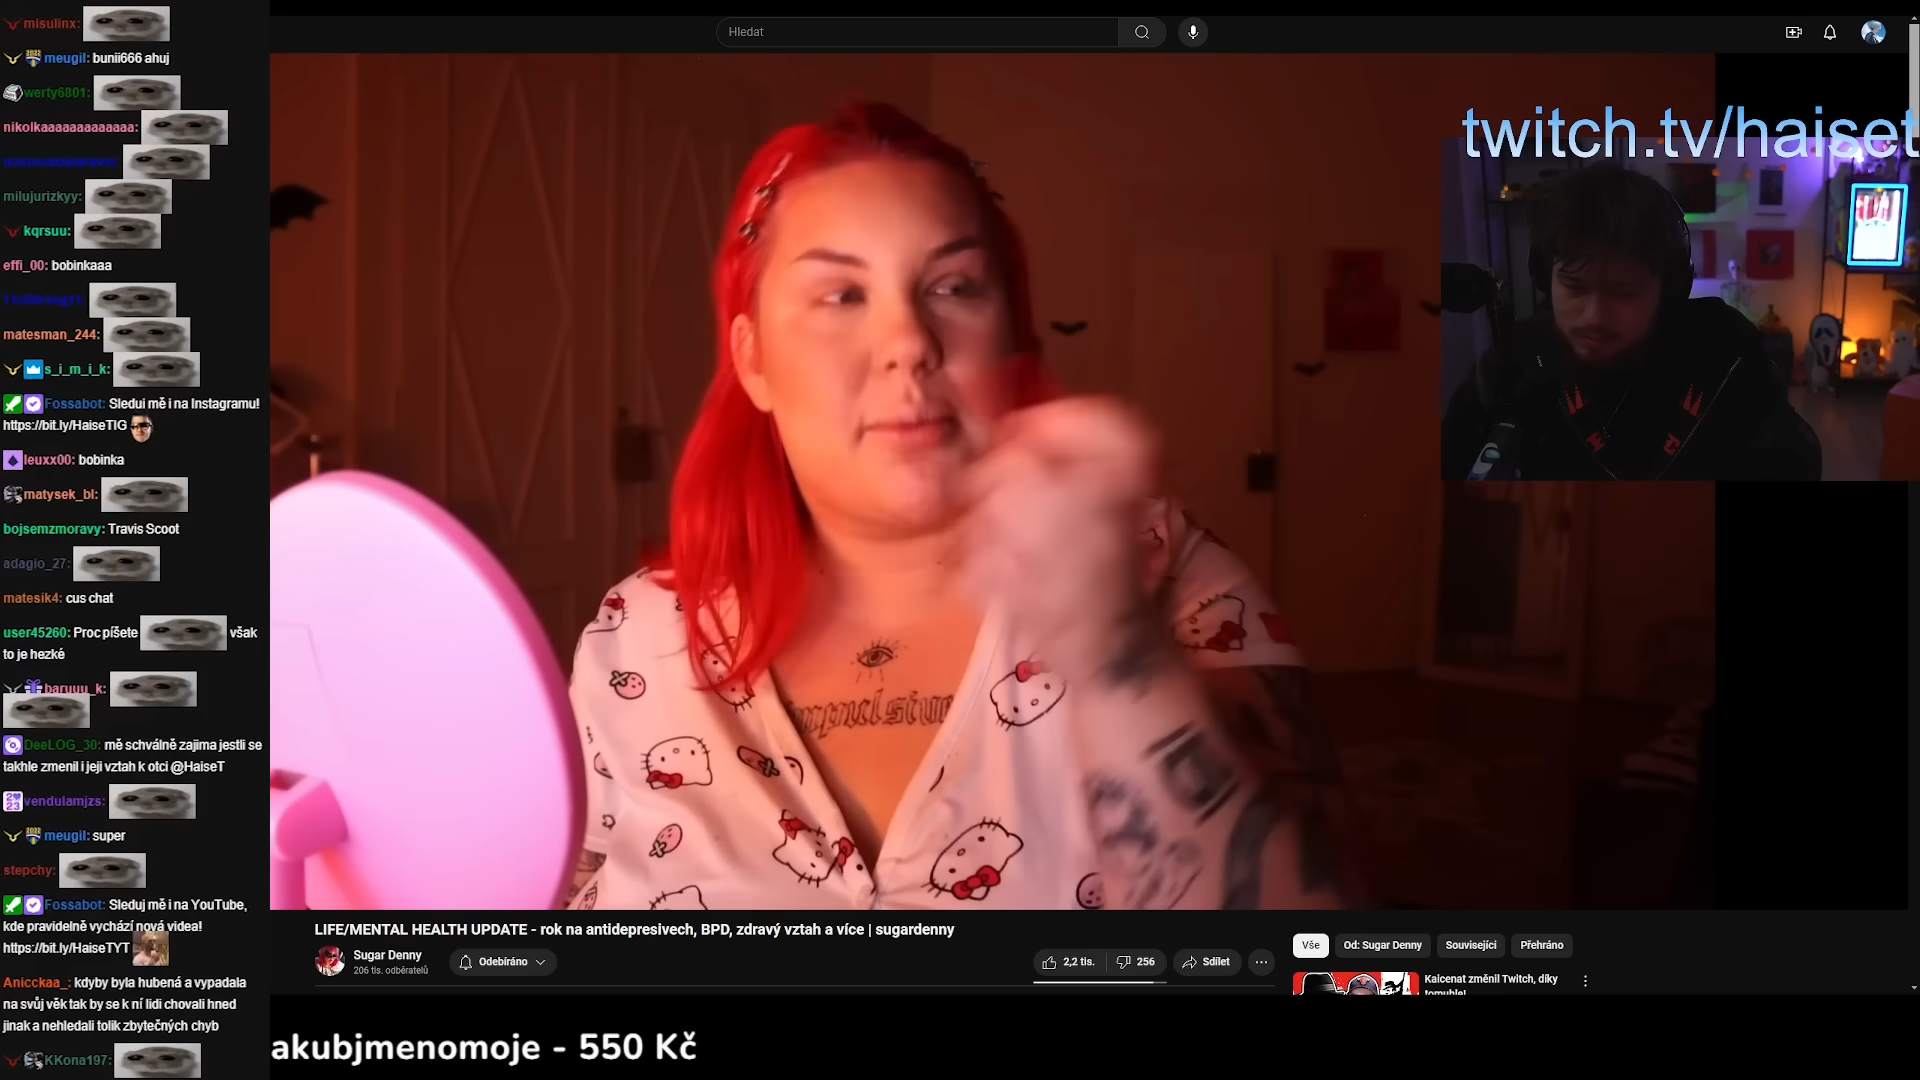 misulinx:
meugil: bunii666 ahuj
werty6801:
nikolkaaaaaaaaaaaaa:
milujurizkyy:
kqrsuu:
effi_00: bobinkaaa
matesman_244:
s_i_m_i_k:
Fossabot: Sleduj mě i na Instagramu!
https://bit.ly/HaiseTIG
leuxx00: bobinka
matysek_bl:
bojsemzmoravy: Travis Scoot
adagio_27:
matesik4: cus chat
user45260: Proc píšete však
to je hezké
baruuu_k:
DeeLOG_30: mě schválně zajima jestli se
takhle zmenil i jeji vztah k otci @HaiseT
vendulamjzs:
meugil: super
stepchy:
Fossabot: Sleduj mě i na YouTube,
kde pravidelně vychází nová videa!
https://bit.ly/HaiseTYT
Anicckaa_: kdyby byla hubená a vypadala
na svůj věk tak by se k ní lidi chovali hned
jinak a nehledali tolik zbytečných chyb
KKona197:
Hledat
twitch.tv/haiset
impulsive
LIFE/MENTAL HEALTH UPDATE - rok na antidepresivech, BPD, zdravý vztah a více | sugardenny
Sugar Denny
206 tis. odběratelů
Odebíráno
2,2 tis.
256
Sdílet
Vše
Od: Sugar Denny
Související
Přehráno
Kaicenat změnil Twitch, díky
tomuhle!
akubjmenomoje - 550 Kč